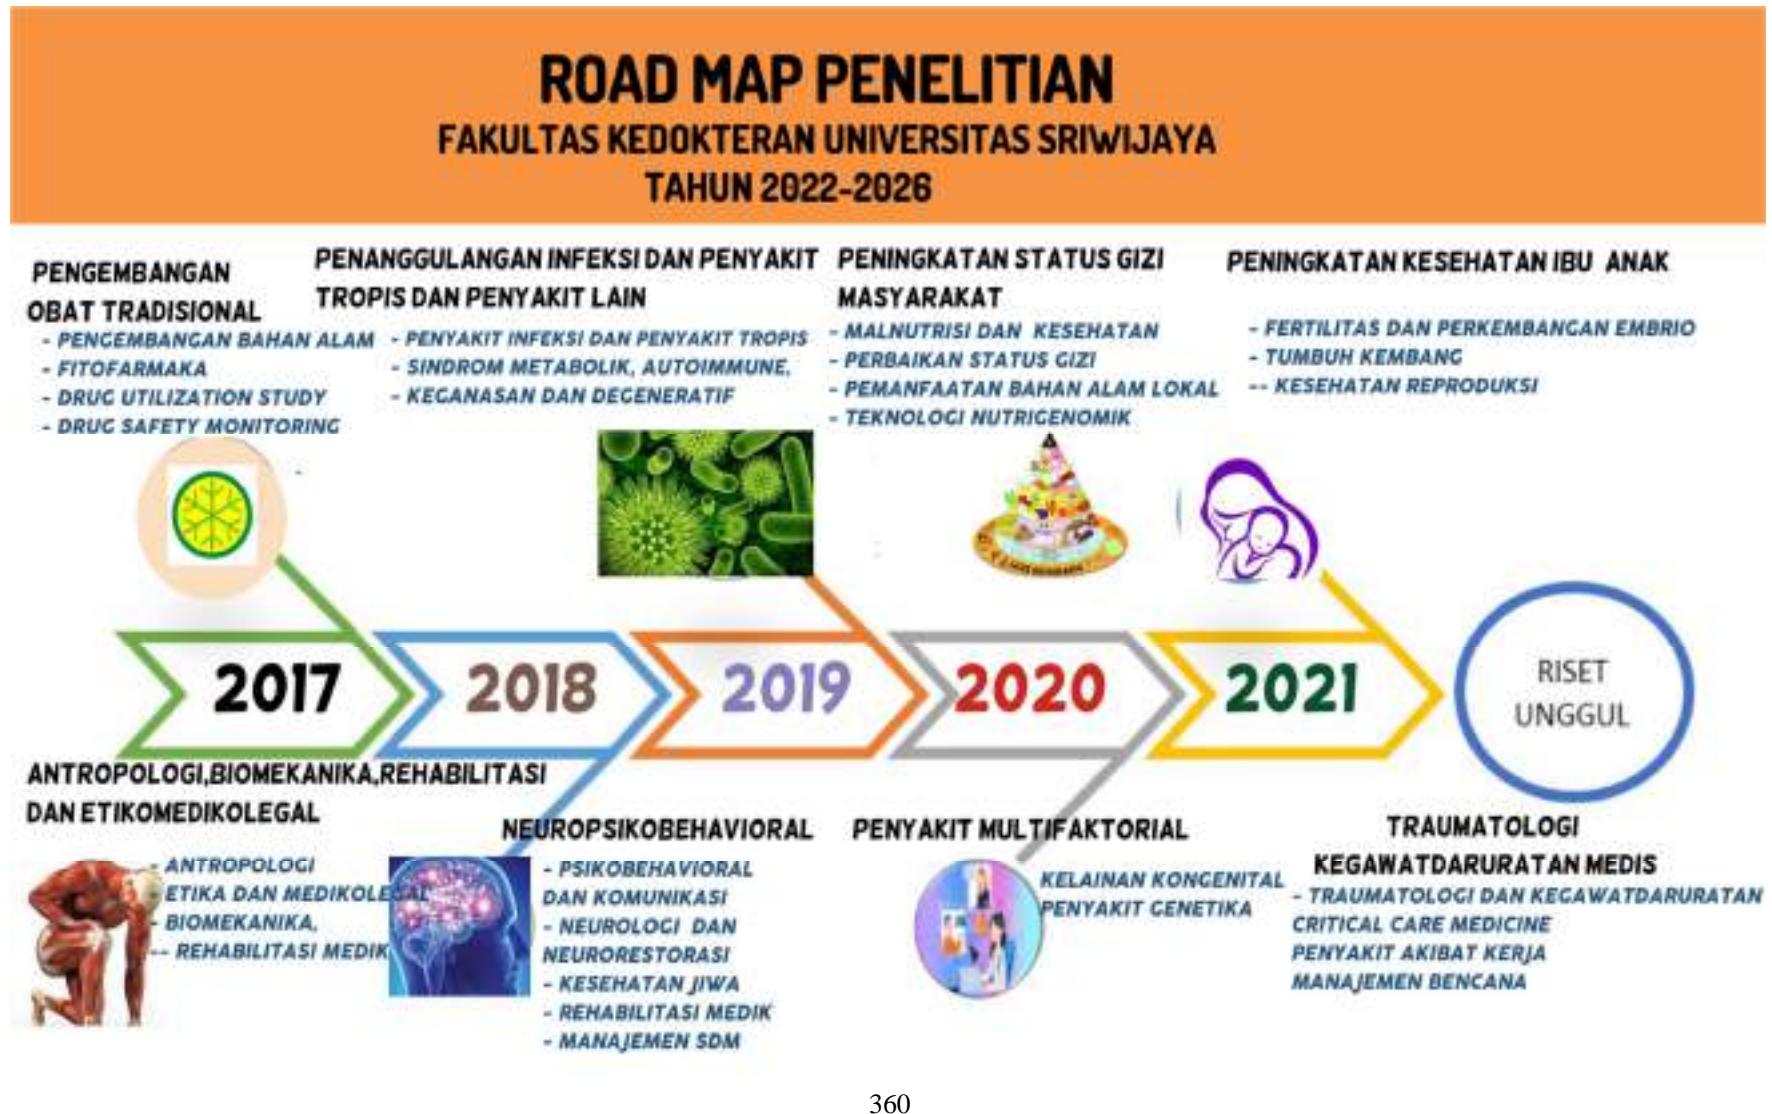 ROAD MAP PENELITIAN
FAKULTAS KEDOKTERAN UNIVERSITAS SRIWIJAYA
TAHUN 2022-2026
PENGEMBANGAN
OBAT TRADISIONAL
- PENGEMBANGAN BAHAN ALAM
- FITOFARMAKA
- DRUG UTILIZATION STUDY
- DRUG SAFETY MONITORING
PENANGGULANGAN INFEKSI DAN PENYAKIT
TROPIS DAN PENYAKIT LAIN
- PENYAKIT INFEKSI DAN PENYAKIT TROPIS
- SINDROM METABOLIK, AUTOIMMUNE,
- KEGANASAN DAN DEGENERATIF
PENINGKATAN STATUS GIZI
MASYARAKAT
- MALNUTRISI DAN KESEHATAN
- PERBAIKAN STATUS GIZI
- PEMANFAATAN BAHAN ALAM LOKAL
- TEKNOLOGI NUTRIGENOMIK
PENINGKATAN KESEHATAN IBU ANAK
- FERTILITAS DAN PERKEMBANGAN EMBRIO
- TUMBUH KEMBANG
-- KESEHATAN REPRODUKSI
2017
2018
2019
2020
2021
RISET
UNGGUL
ANTROPOLOGI,BIOMEKANIKA,REHABILITASI
DAN ETIKOMEDIKOLEGAL
- ANTROPOLOGI
ETIKA DAN MEDIKOLEGAL
- BIOMEKANIKA,
-- REHABILITASI MEDIK
NEUROPSIKOBEHAVIORAL
- PSIKOBEHAVIORAL
DAN KOMUNIKASI
- NEUROLOGI DAN
NEURORESTORASI
- KESEHATAN JIWA
- REHABILITASI MEDIK
- MANAJEMEN SDM
PENYAKIT MULTIFAKTORIAL
KELAINAN KONGENITAL
PENYAKIT GENETIKA
TRAUMATOLOGI
KEGAWATDARURATAN MEDIS
- TRAUMATOLOGI DAN KEGAWATDARURATAN
CRITICAL CARE MEDICINE
PENYAKIT AKIBAT KERJA
MANAJEMEN BENCANA
360